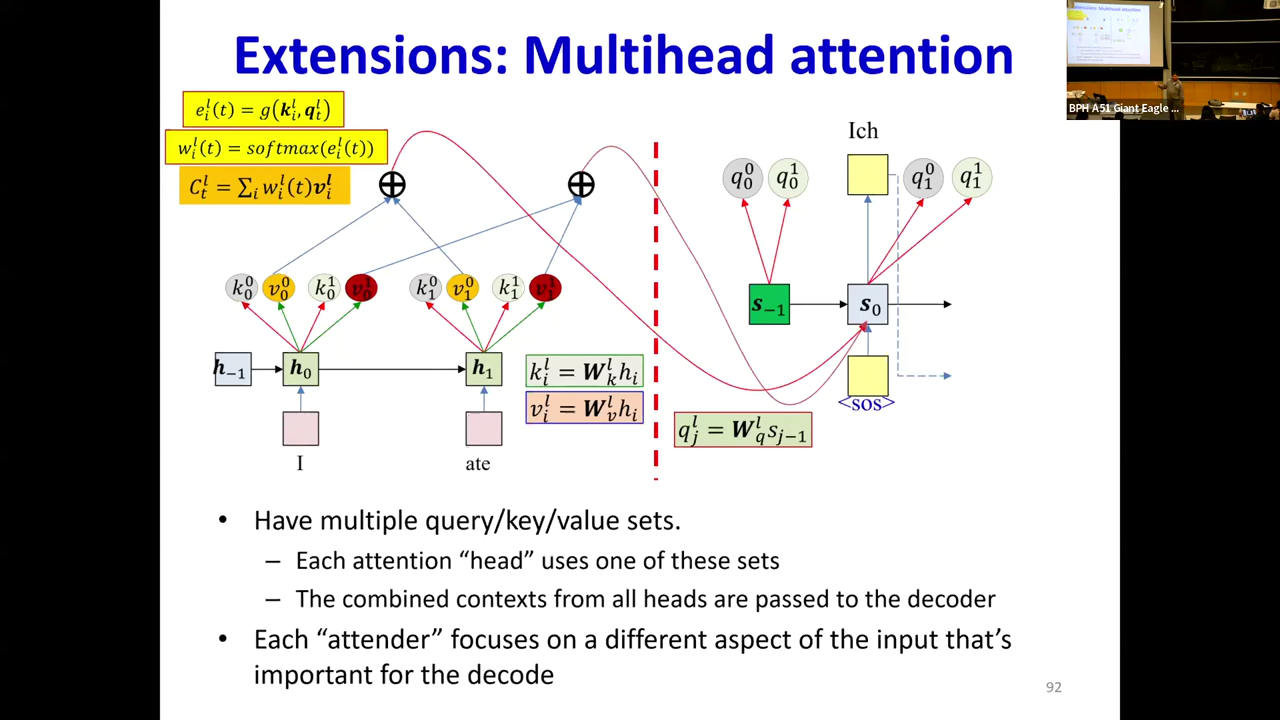 Extensions: Multihead attention
e_i^l(t) = g(k_i^l, q_t^l)
w_i^l(t) = softmax(e_i^l(t))
C_t^l = ∑_i w_i^l(t)v_i^l
k_0^0 v_0^0 k_0^1 v_0^1 k_1^0 v_1^0 k_1^1 v_1^1
h_{-1} h_0 h_1
I ate
k_i^l = W_k^l h_i
v_i^l = W_v^l h_i
Ich
q_0^0 q_0^1 q_1^0 q_1^1
s_{-1} s_0
<sos>
q_j^l = W_q^l s_{j-1}
• Have multiple query/key/value sets.
– Each attention “head” uses one of these sets
– The combined contexts from all heads are passed to the decoder
• Each “attender” focuses on a different aspect of the input that’s
important for the decode
92
BPH A51 Giant Eagle ...